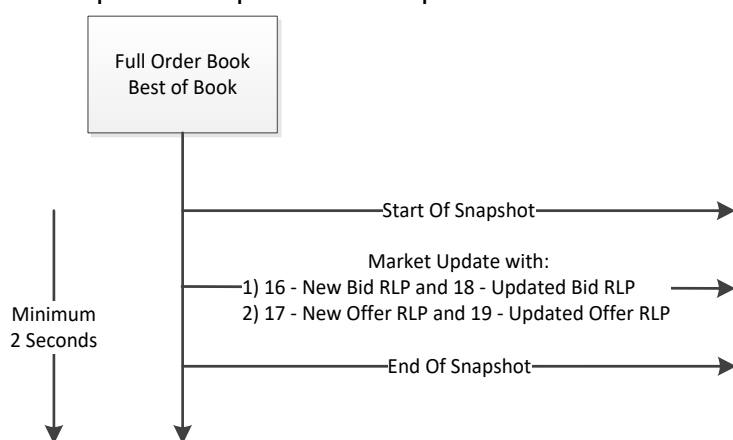 Full Order Book
Best of Book
Start Of Snapshot
Market Update with:
1) 16 - New Bid RLP and 18 - Updated Bid RLP
2) 17 - New Offer RLP and 19 - Updated Offer RLP
Minimum
2 Seconds
End Of Snapshot